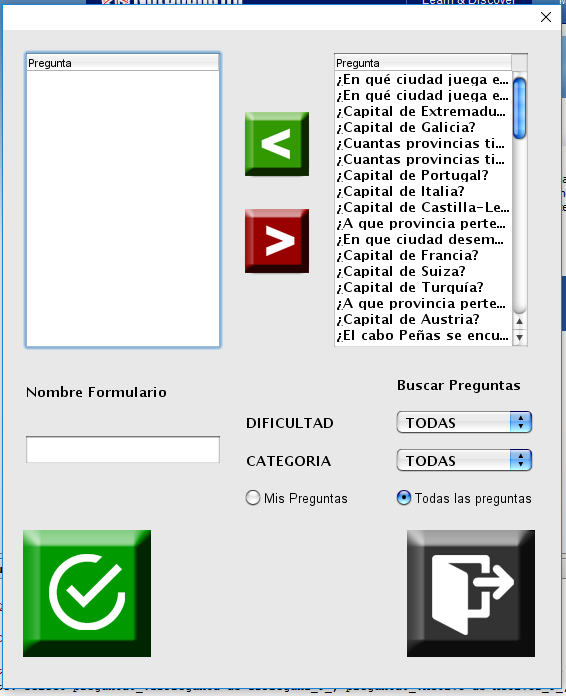 Learn & Discover
Pregunta
Pregunta
¿En qué ciudad juega e...
¿En qué ciudad juega e...
¿Capital de Extremadu...
¿Capital de Galicia?
¿Cuantas provincias ti...
¿Cuantas provincias ti...
¿Capital de Portugal?
¿Capital de Italia?
¿Capital de Castilla-Le...
¿A que provincia perte...
¿En que ciudad desem...
¿Capital de Francia?
¿Capital de Suiza?
¿Capital de Turquía?
¿A que provincia perte...
¿Capital de Austria?
¿El cabo Peñas se encu...
<
>
Nombre Formulario
Buscar Preguntas
DIFICULTAD
TODAS
CATEGORIA
TODAS
Mis Preguntas
Todas las preguntas